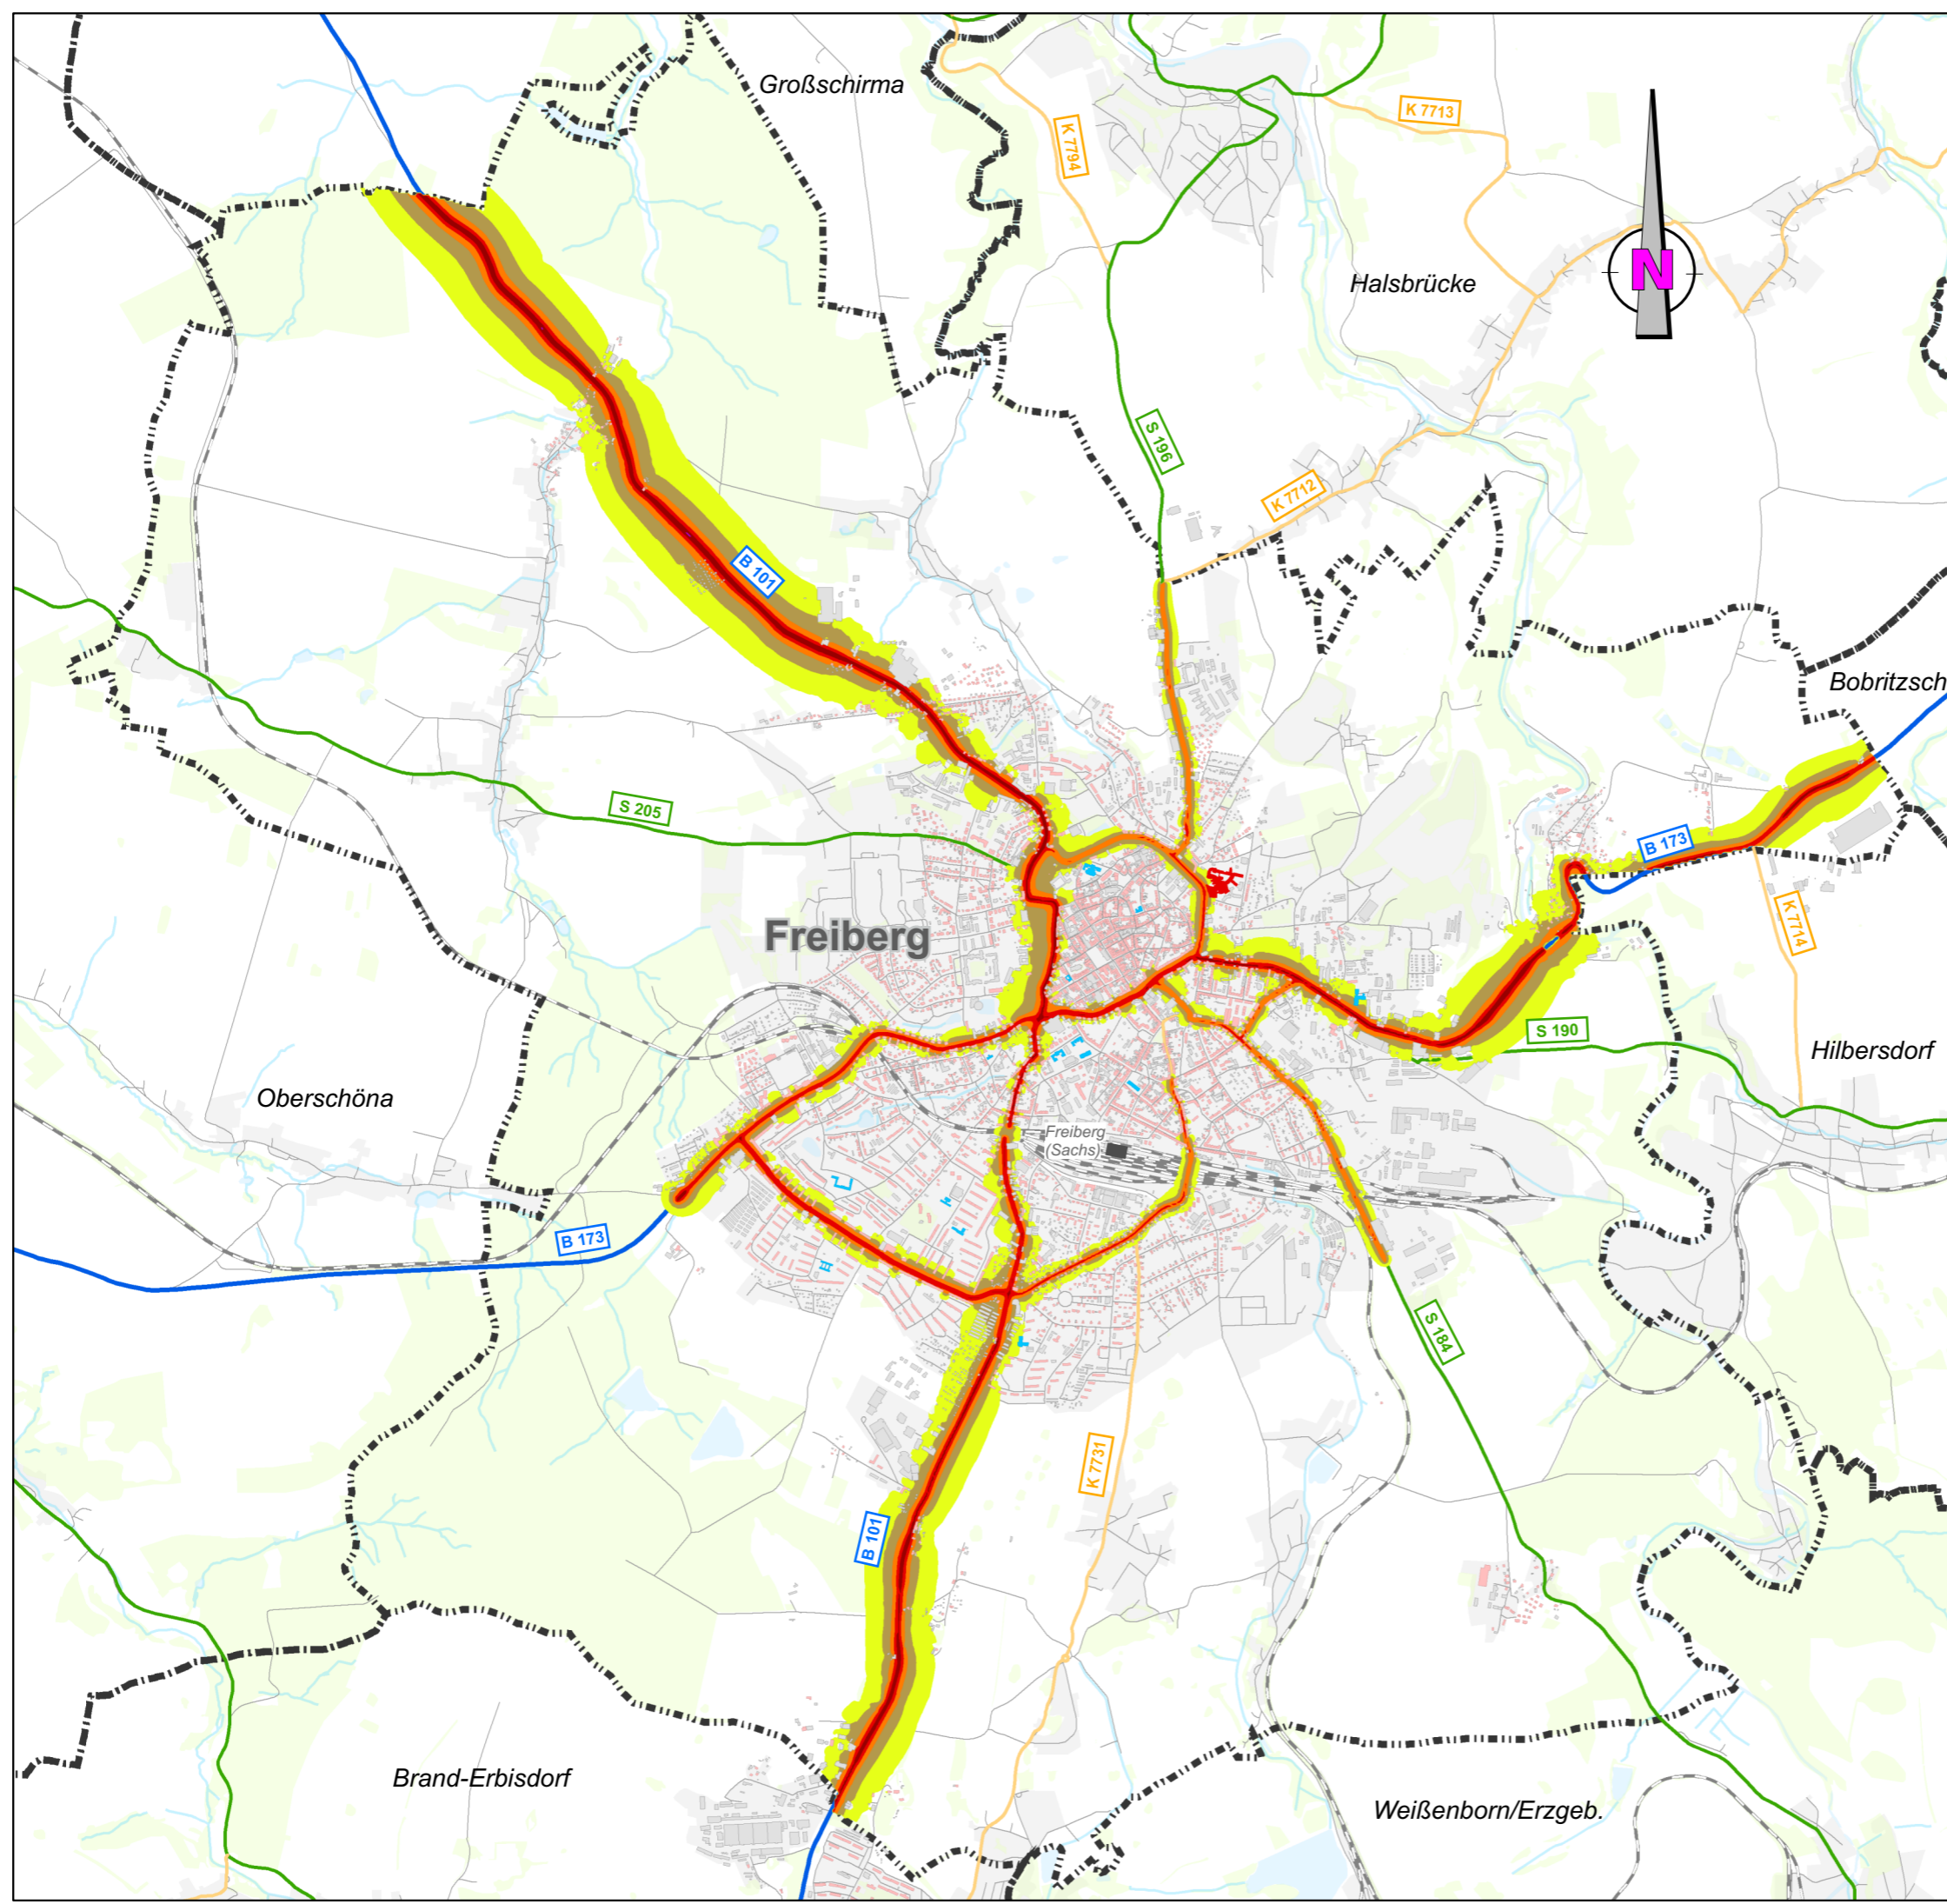 Großschirma
K 7794
K 7713
N
Halsbrücke
S 196
K 7712
B 101
Bobritzsch
S 205
B 173
Freiberg
K 7714
S 190
Hilbersdorf
Oberschöna
Freiberg
(Sachs)
B 173
S 184
K 7731
B 101
Brand-Erbisdorf
Weißenborn/Erzgeb.